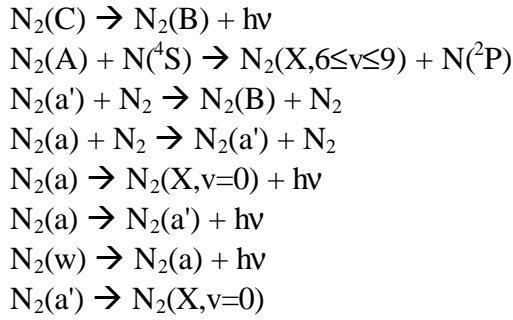 N₂(C) → N₂(B) + hν
N₂(A) + N(⁴S) → N₂(X,6≤v≤9) + N(²P)
N₂(a') + N₂ → N₂(B) + N₂
N₂(a) + N₂ → N₂(a') + N₂
N₂(a) → N₂(X,v=0) + hν
N₂(a) → N₂(a') + hν
N₂(w) → N₂(a) + hν
N₂(a') → N₂(X,v=0)